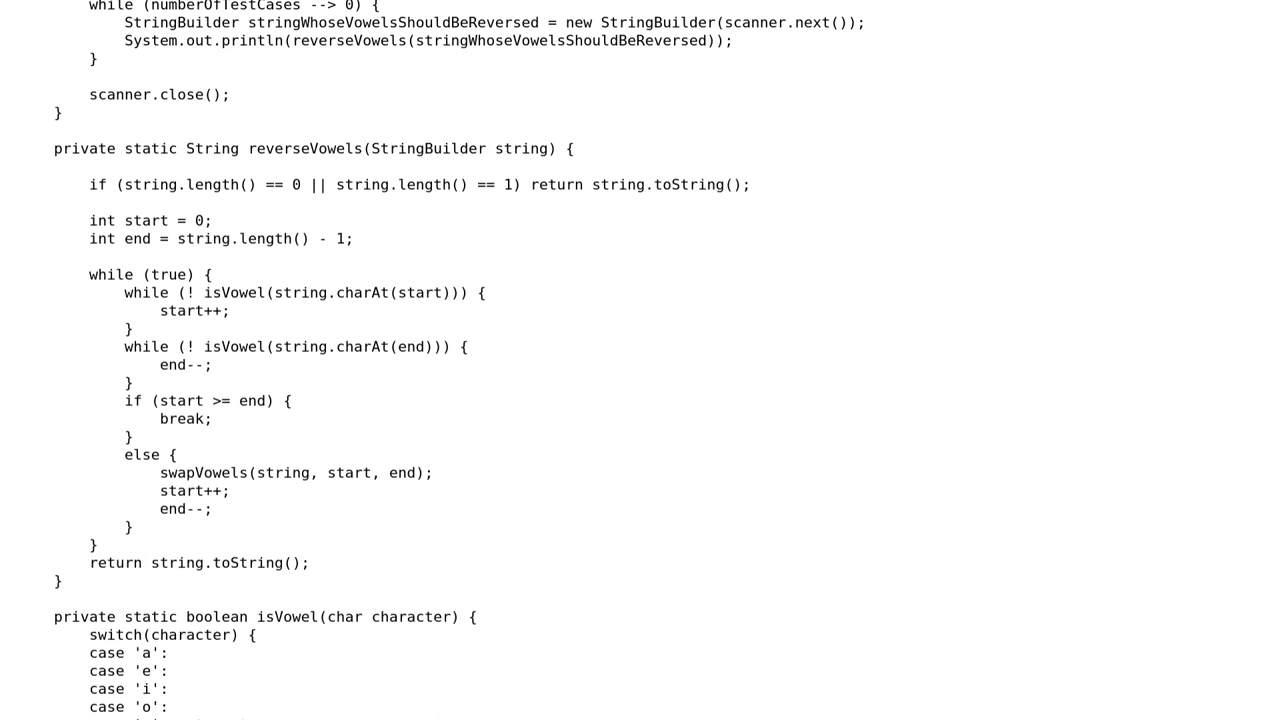 while (numberOfTestCases --> 0) {
StringBuilder stringWhoseVowelsShouldBeReversed = new StringBuilder(scanner.next());
System.out.println(reverseVowels(stringWhoseVowelsShouldBeReversed));
}
scanner.close();
}
private static String reverseVowels(StringBuilder string) {
if (string.length() == 0 || string.length() == 1) return string.toString();
int start = 0;
int end = string.length() - 1;
while (true) {
while (! isVowel(string.charAt(start))) {
start++;
}
while (! isVowel(string.charAt(end))) {
end--;
}
if (start >= end) {
break;
}
else {
swapVowels(string, start, end);
start++;
end--;
}
}
return string.toString();
}
private static boolean isVowel(char character) {
switch(character) {
case 'a':
case 'e':
case 'i':
case 'o':